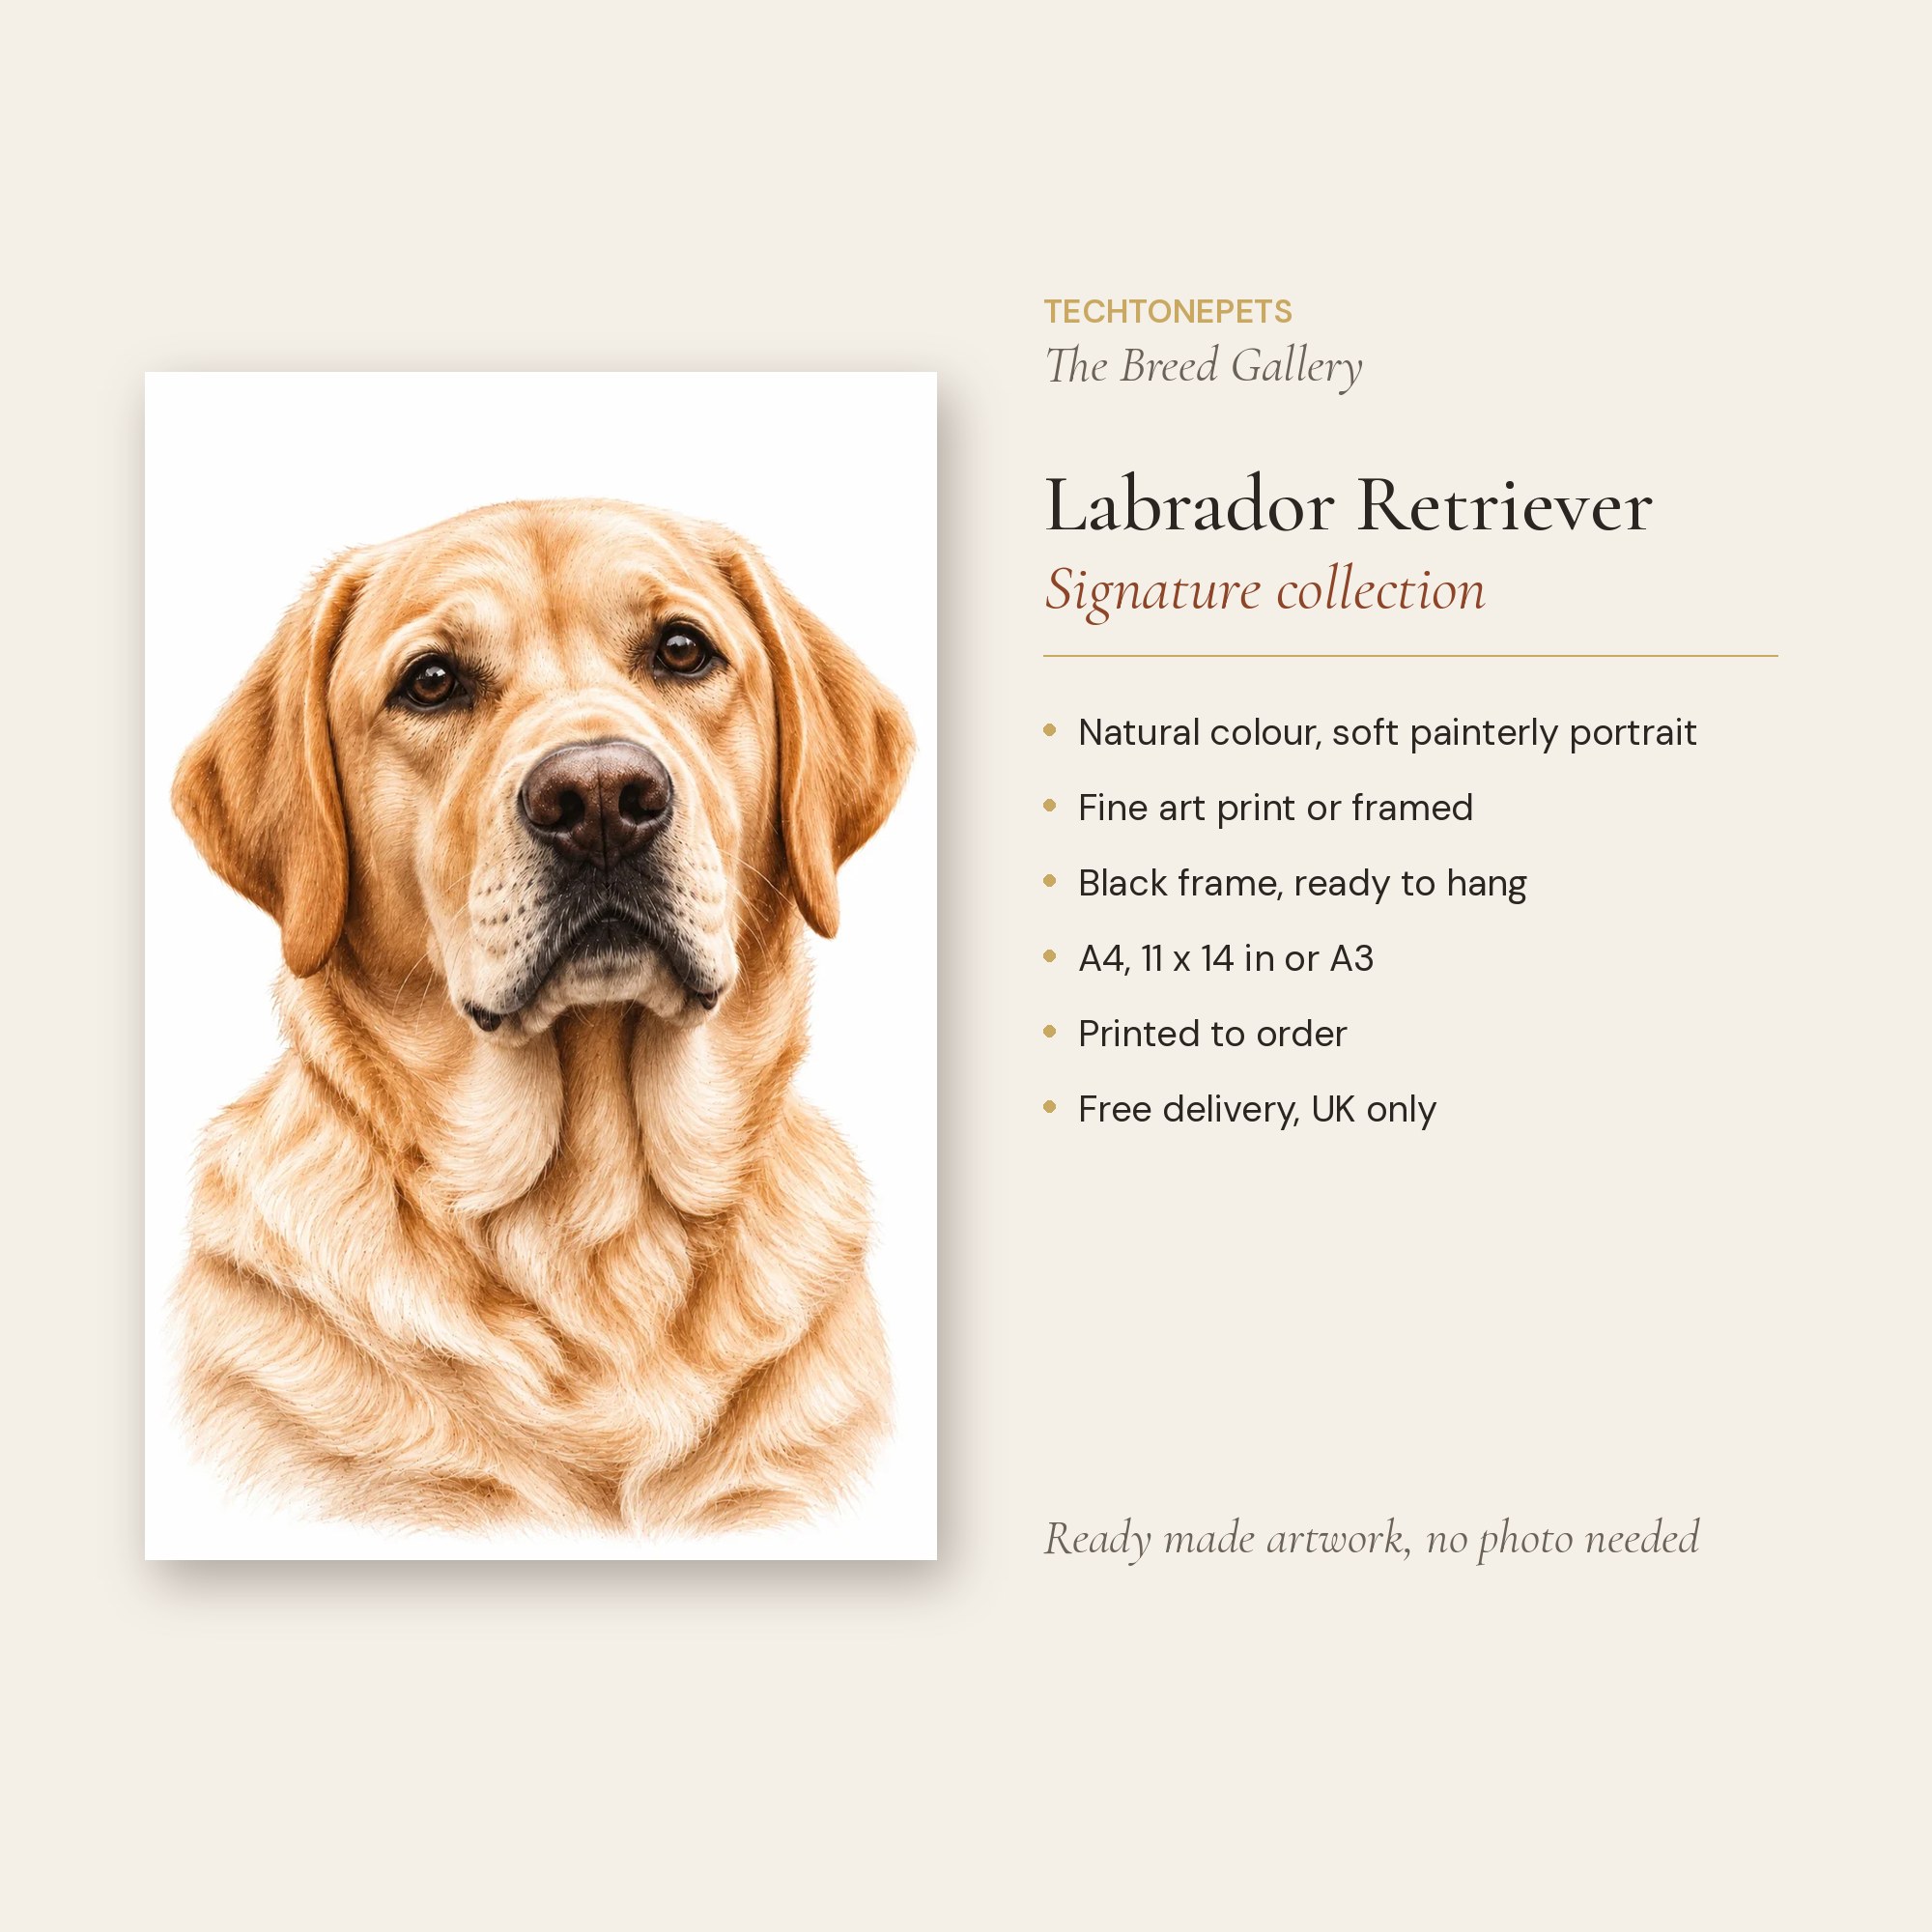 TECHTONEPETS
The Breed Gallery
Labrador Retriever
Signature collection
Natural colour, soft painterly portrait
Fine art print or framed
Black frame, ready to hang
A4, 11 x 14 in or A3
Printed to order
Free delivery, UK only
Ready made artwork, no photo needed